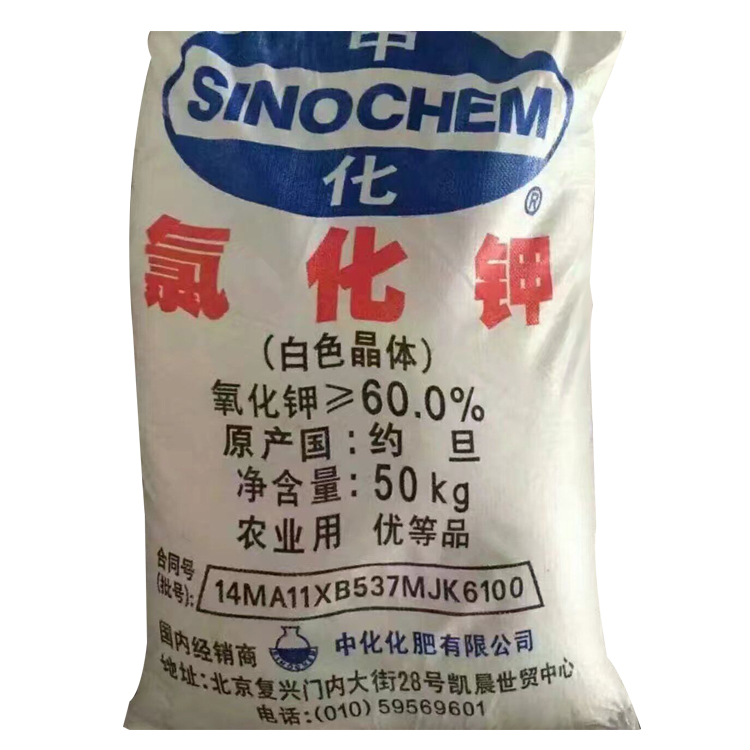 中
SINOCHEM
化
®
氯化钾
(白色晶体)
氧化钾≥60.0%
原产国:约 旦
净含量:50kg
农业用 优等品
合同号
(批号):
14MA11XB537MJK6100
国内经销商 SINOCHEM 中化化肥有限公司
地址:北京复兴门内大街28号凯晨世贸中心
电话:(010)59569601